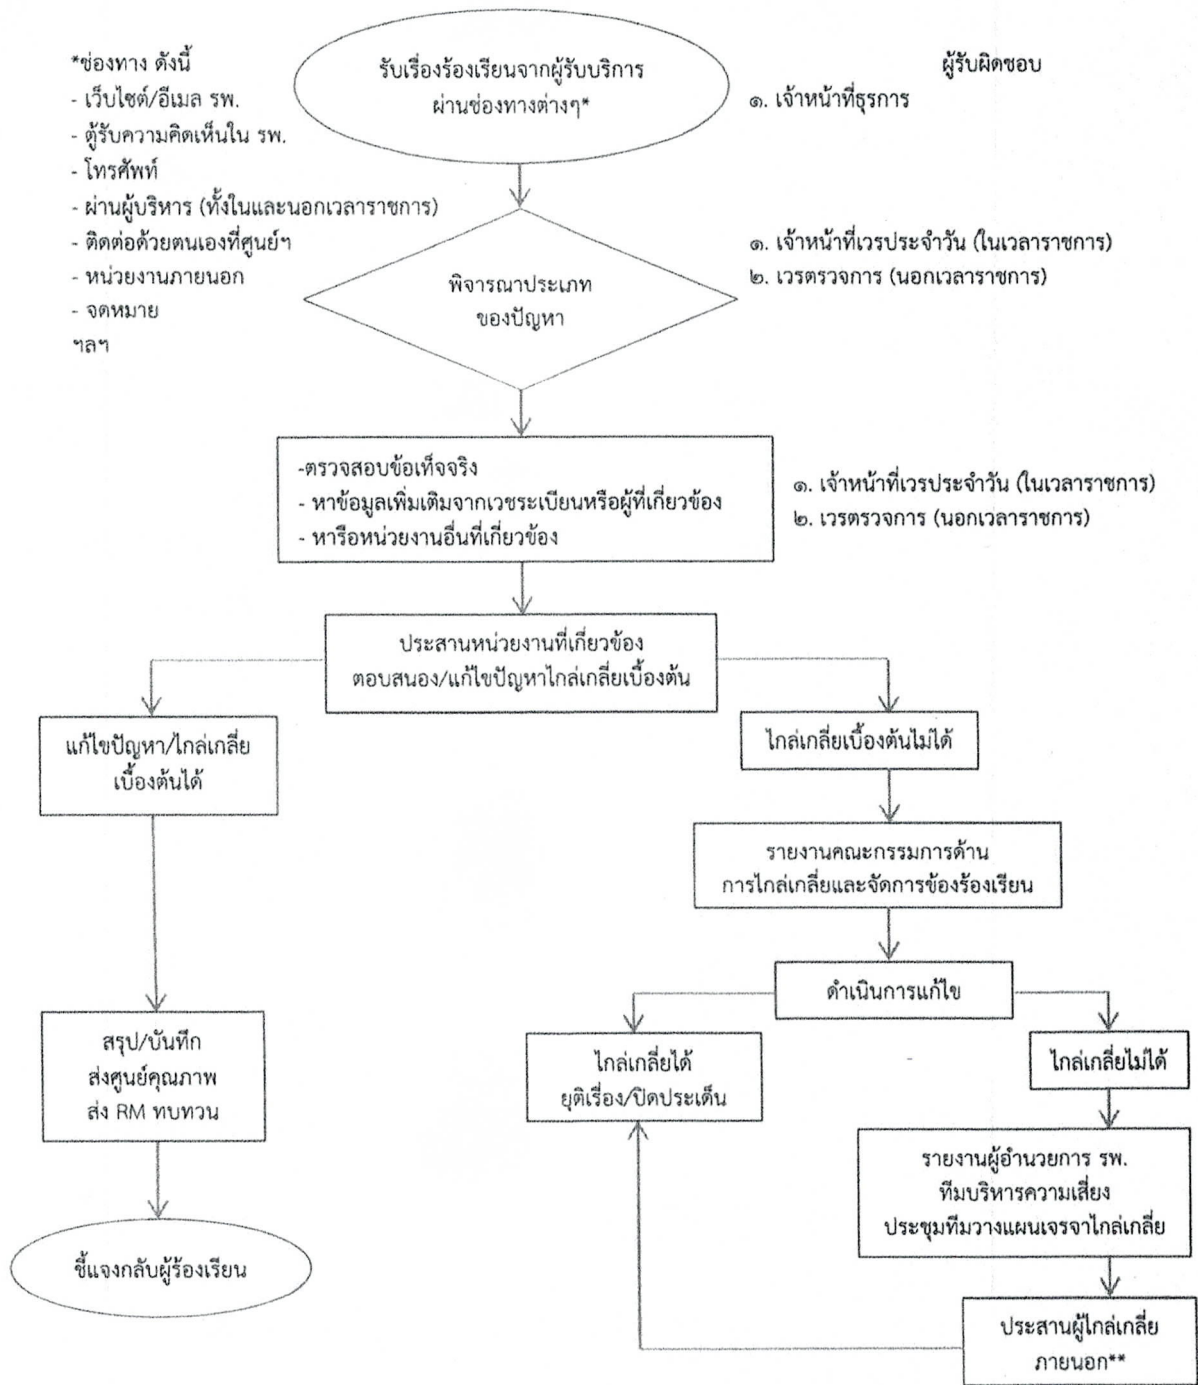 *ช่องทาง ดังนี้
- เว็บไซต์/อีเมล รพ.
- ตู้รับความคิดเห็นใน รพ.
- โทรศัพท์
- ผ่านผู้บริหาร (ทั้งในและนอกเวลาราชการ)
- ติดต่อด้วยตนเองที่ศูนย์ฯ
- หน่วยงานภายนอก
- จดหมาย
ฯลฯ
รับเรื่องร้องเรียนจากผู้รับบริการ
ผ่านช่องทางต่างๆ*
ผู้รับผิดชอบ
๑. เจ้าหน้าที่ธุรการ
พิจารณาประเภท
ของปัญหา
๑. เจ้าหน้าที่เวรประจำวัน (ในเวลาราชการ)
๒. เวรตรวจการ (นอกเวลาราชการ)
-ตรวจสอบข้อเท็จจริง
- หาข้อมูลเพิ่มเติมจากเวชระเบียนหรือผู้ที่เกี่ยวข้อง
- หารือหน่วยงานอื่นที่เกี่ยวข้อง
๑. เจ้าหน้าที่เวรประจำวัน (ในเวลาราชการ)
๒. เวรตรวจการ (นอกเวลาราชการ)
ประสานหน่วยงานที่เกี่ยวข้อง
ตอบสนอง/แก้ไขปัญหาไกล่เกลี่ยเบื้องต้น
แก้ไขปัญหา/ไกล่เกลี่ย
เบื้องต้นได้
สรุป/บันทึก
ส่งศูนย์คุณภาพ
ส่ง RM ทบทวน
ชี้แจงกลับผู้ร้องเรียน
ไกล่เกลี่ยเบื้องต้นไม่ได้
รายงานคณะกรรมการด้าน
การไกล่เกลี่ยและจัดการข้องร้องเรียน
ดำเนินการแก้ไข
ไกล่เกลี่ยได้
ยุติเรื่อง/ปิดประเด็น
ไกล่เกลี่ยไม่ได้
รายงานผู้อำนวยการ รพ.
ทีมบริหารความเสี่ยง
ประชุมทีมวางแผนเจรจาไกล่เกลี่ย
ประสานผู้ไกล่เกลี่ย
ภายนอก**